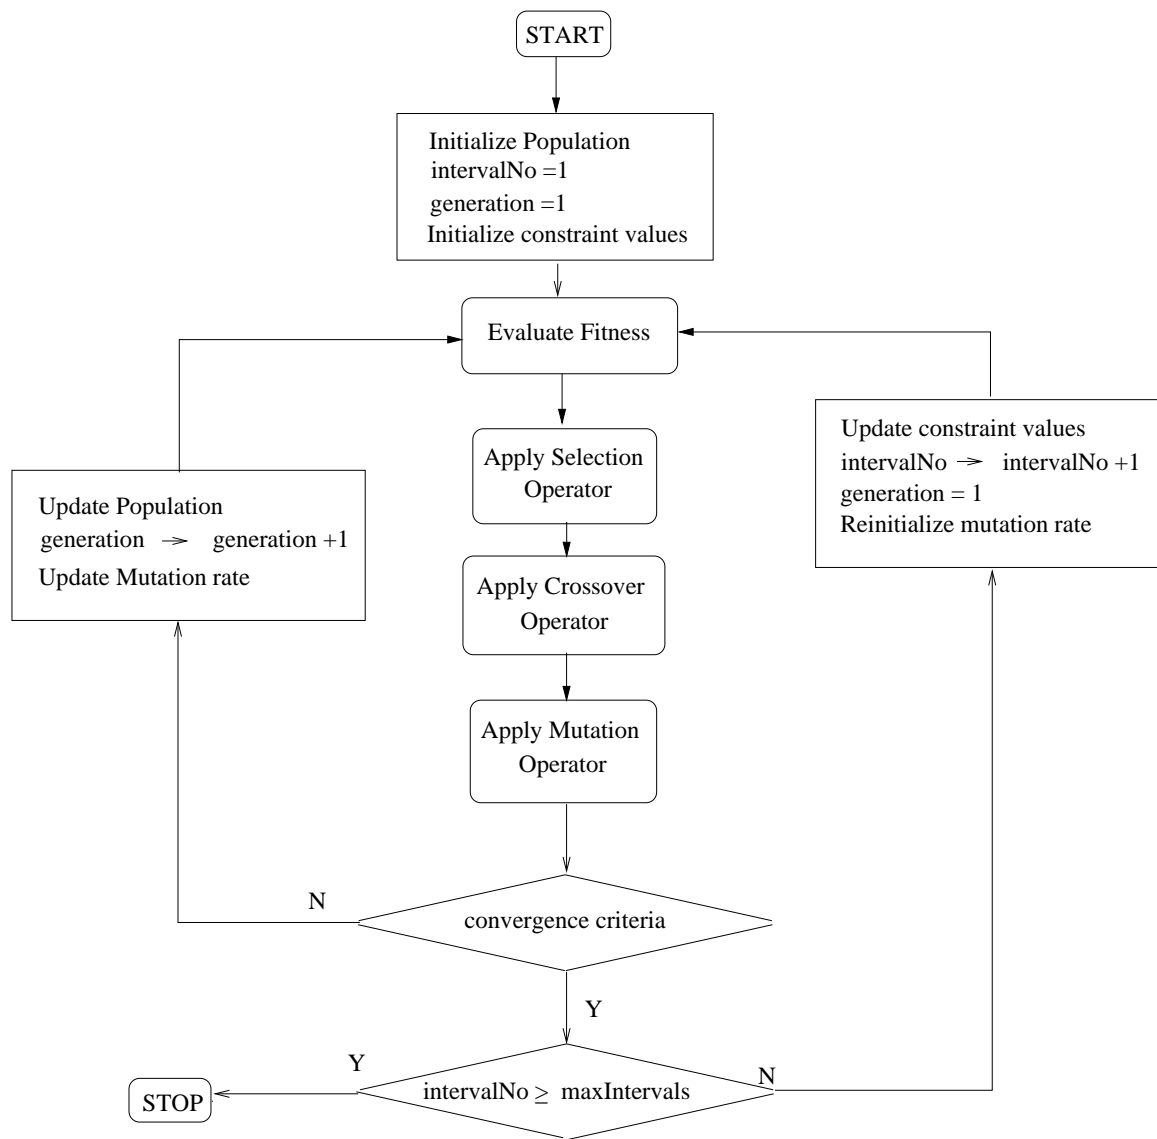 START
Initialize Population
intervalNo =1
generation =1
Initialize constraint values
Evaluate Fitness
Update constraint values
intervalNo → intervalNo +1
generation = 1
Reinitialize mutation rate
Apply Selection
Operator
Update Population
generation → generation +1
Update Mutation rate
Apply Crossover
Operator
Apply Mutation
Operator
N
convergence criteria
Y
Y
N
intervalNo ≥ maxIntervals
STOP